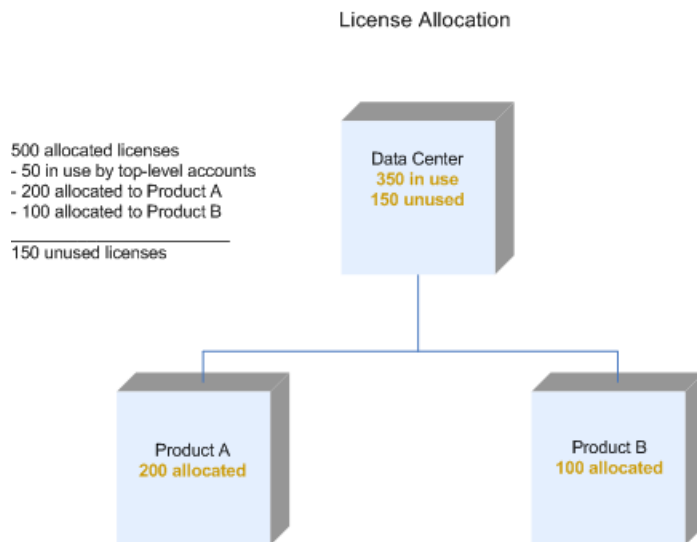 License Allocation
500 allocated licenses
- 50 in use by top-level accounts
- 200 allocated to Product A
- 100 allocated to Product B
150 unused licenses
Data Center
350 in use
150 unused
Product A
200 allocated
Product B
100 allocated